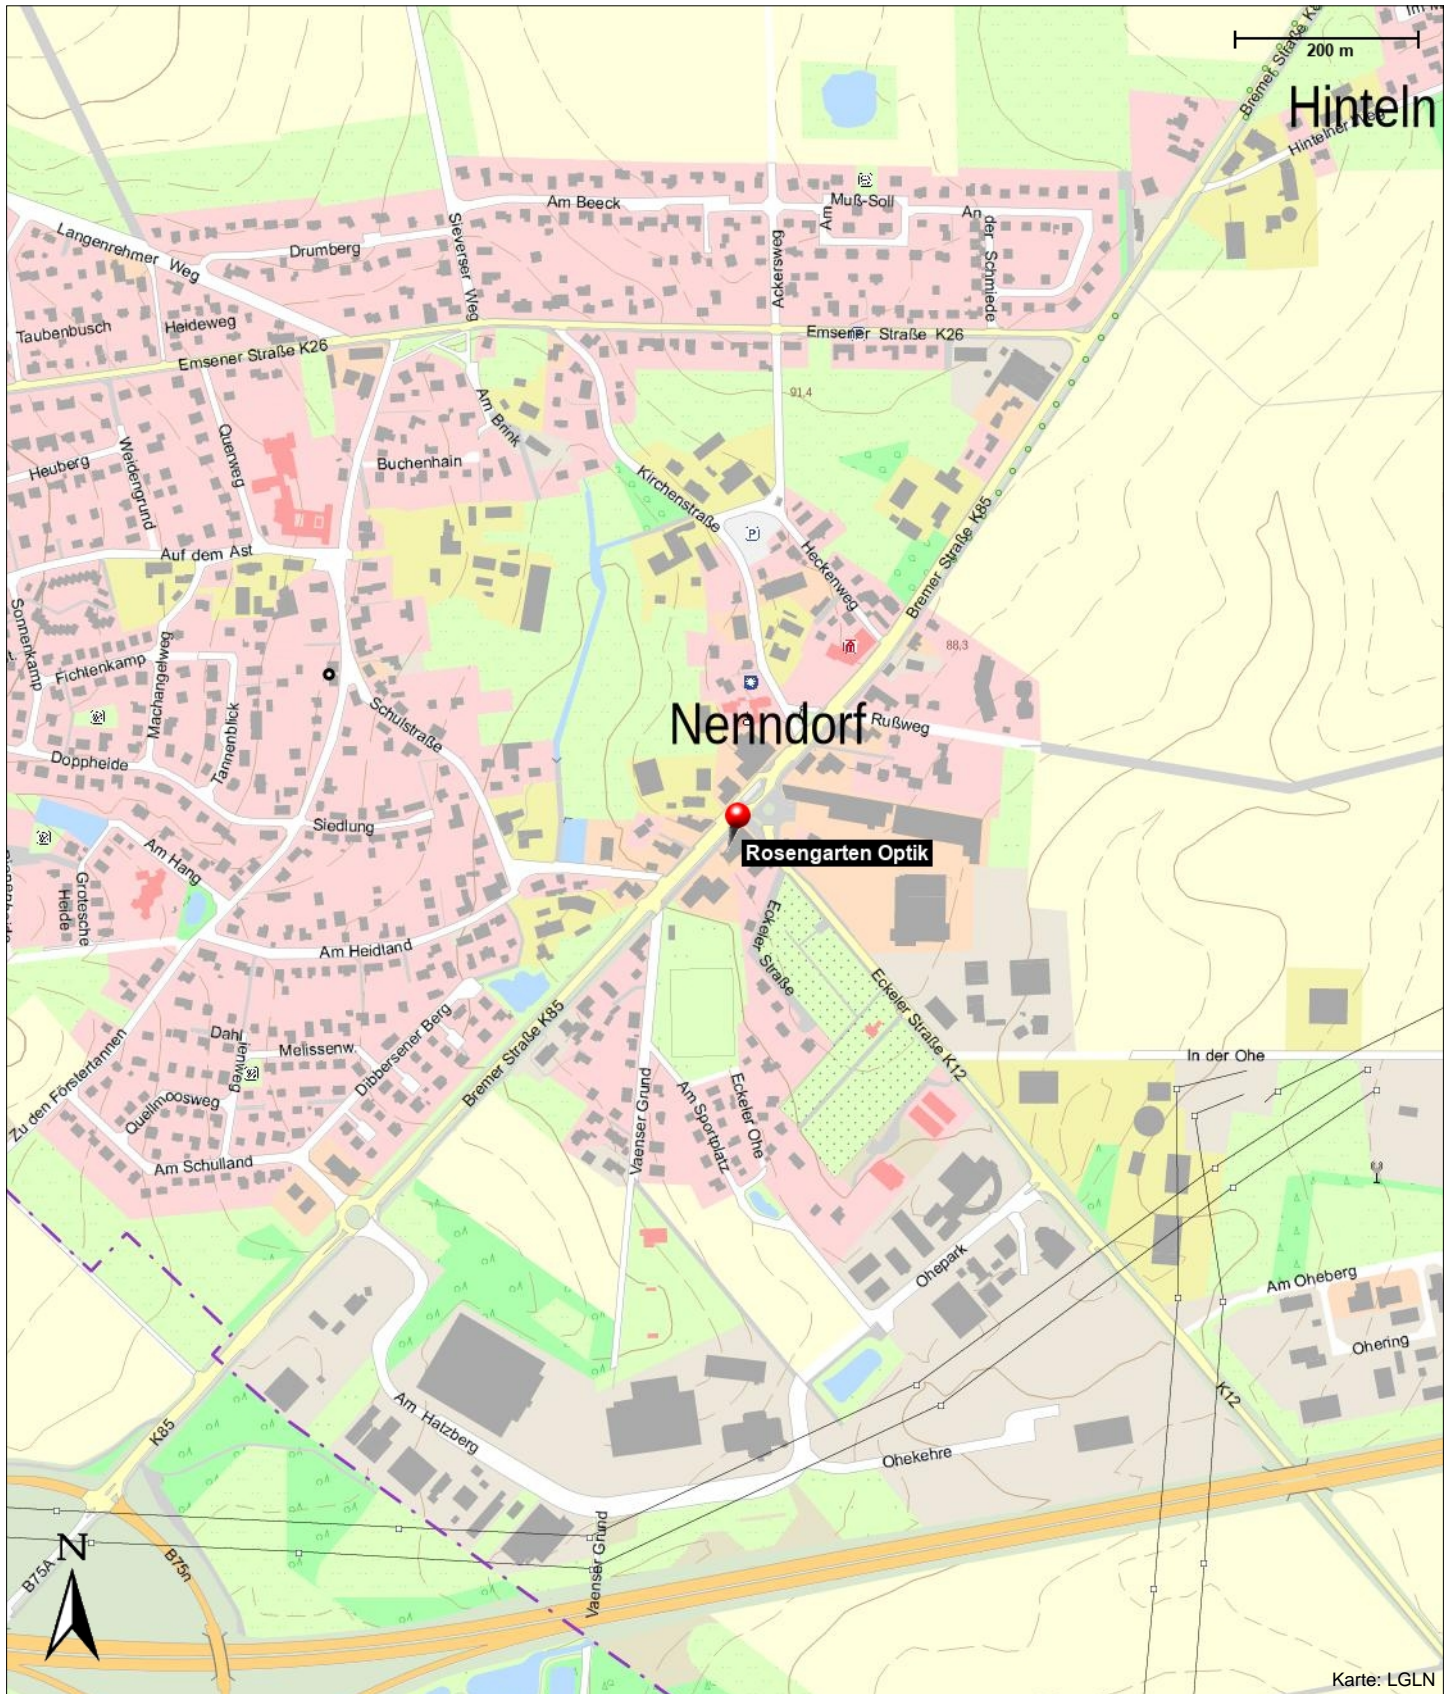 Im
200 m
Bremer Straße K85
Hinteln
Hintelner Weg
Am Beeck
Am
Muß-Soll
An
der Schmiede
Langenrehmer Weg
Drumberg
Sieverser Weg
Ackersweg
Taubenbusch
Heideweg
Emsener Straße K26
Emsener Straße K26
91,4
Am Brink
Heuberg
Weidengrund
Querweg
Buchenhain
Kirchenstraße
P
Bremer Straße K85
Auf dem Ast
Heckenweg
Sonnenkamp
Fichtenkamp
Machangelweg
88,3
Tannenblick
Schulstraße
Nenndorf
Rußweg
Doppheide
Siedlung
Rosengarten Optik
Am Hang
Grotesche
Heide
Eckeler
Straße
Am Heidland
Eckeler Straße K12
Zu den Förstertannen
Dahl
ienweg
Melissenw.
Dibbersener Berg
Bremer Straße K85
In der Ohe
Quellmoosweg
Vaenser Grund
Am Sportplatz
Eckeler Ohe
Am Schulland
Ohepark
Am Oheberg
Ohering
K12
Am Hatzberg
K85
Ohekehre
Vaenser Grund
N
B75A
B75n
Karte: LGLN